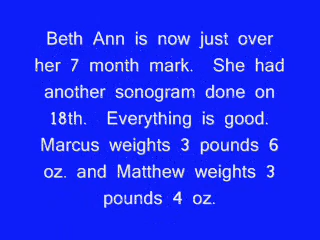 Beth Ann is now just over
her 7 month mark. She had
another sonogram done on
18th. Everything is good.
Marcus weights 3 pounds 6
oz. and Matthew weights 3
pounds 4 oz.